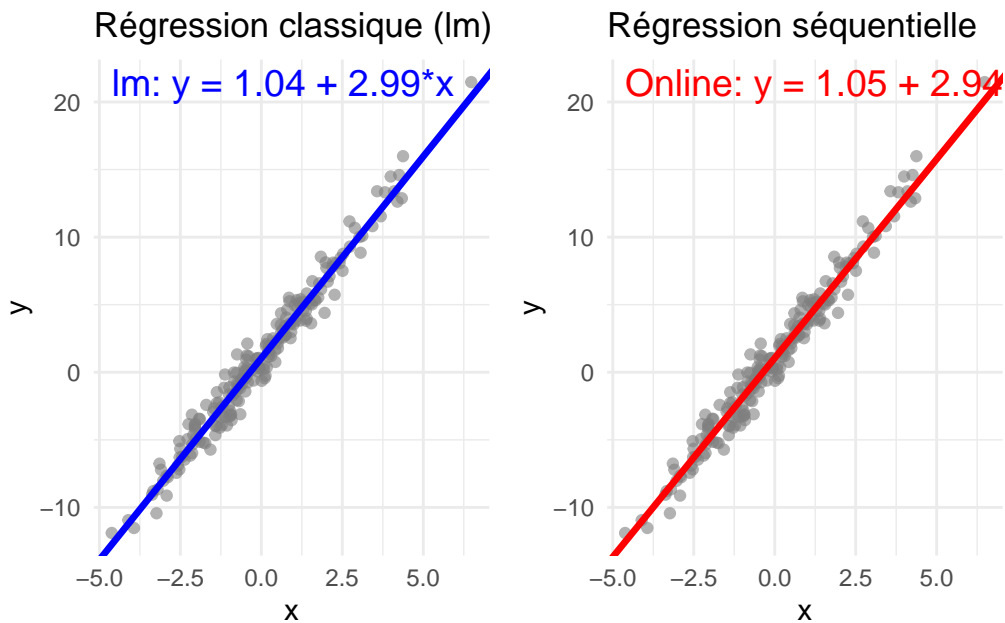 Régression classique (lm)
lm: y = 1.04 + 2.99*x
20
10
0
−10
y
−5.0 −2.5 0.0 2.5 5.0
x
Régression séquentielle
Online: y = 1.05 + 2.94
20
10
0
−10
y
−5.0 −2.5 0.0 2.5 5.0
x